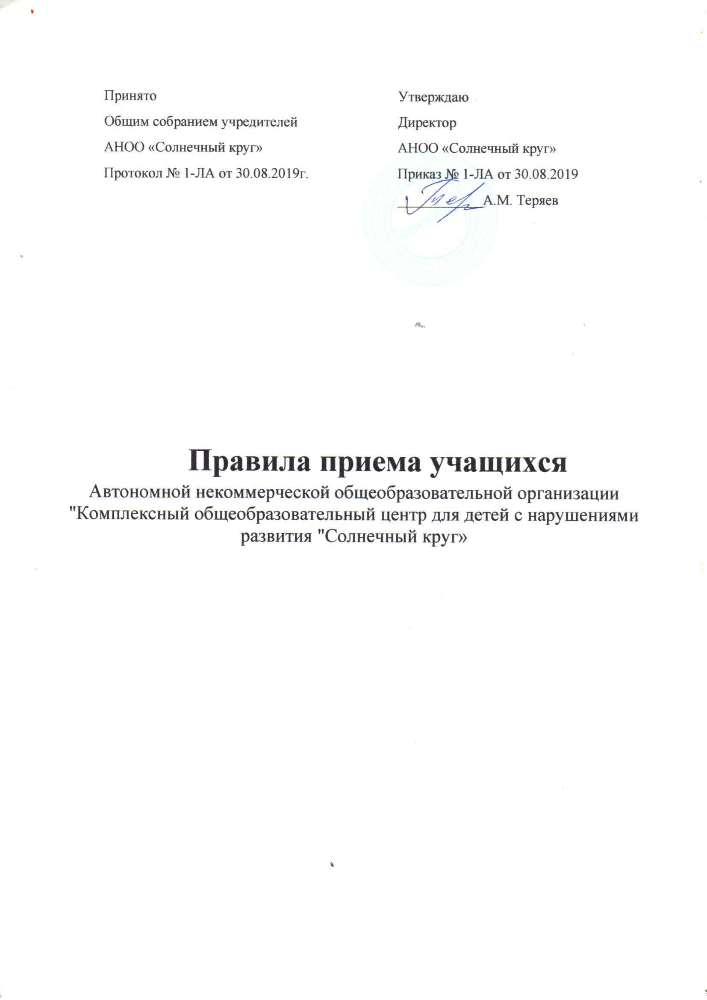 Принято
Общим собранием учредителей
АНОО «Солнечный круг»
Протокол № 1-ЛА от 30.08.2019г.
Утверждаю
Директор
АНОО «Солнечный круг»
Приказ № 1-ЛА от 30.08.2019
А.М. Теряев
Правила приема учащихся
Автономной некоммерческой общеобразовательной организации
"Комплексный общеобразовательный центр для детей с нарушениями
развития "Солнечный круг»